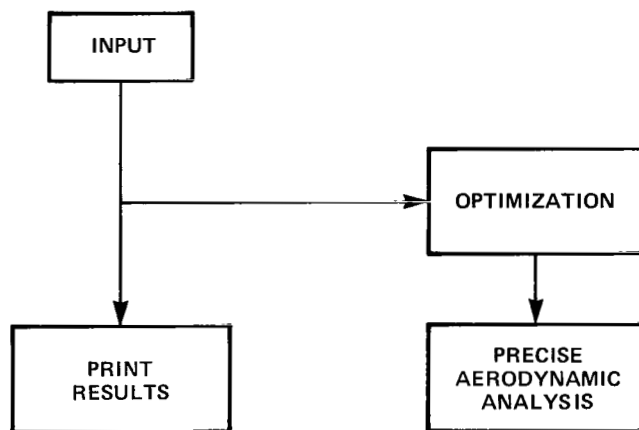 INPUT
OPTIMIZATION
PRINT
RESULTS
PRECISE
AERODYNAMIC
ANALYSIS